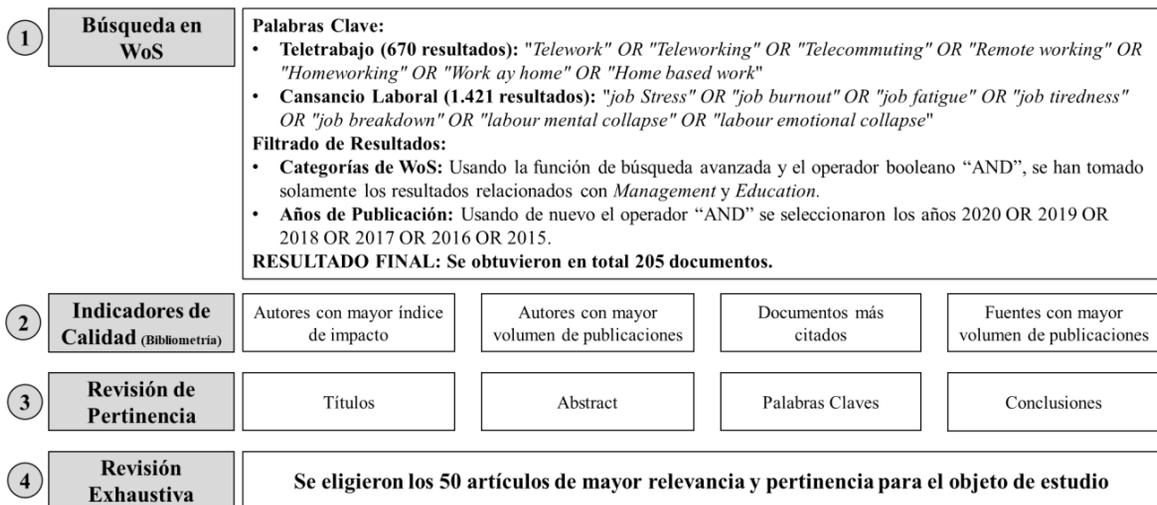 1
Búsqueda en
WoS
Palabras Clave:
• Teletrabajo (670 resultados): "Telework" OR "Teleworking" OR "Telecommuting" OR "Remote working" OR
"Homeworking" OR "Work ay home" OR "Home based work"
• Cansancio Laboral (1.421 resultados): "job Stress" OR "job burnout" OR "job fatigue" OR "job tiredness"
OR "job breakdown" OR "labour mental collapse" OR "labour emotional collapse"
Filtrado de Resultados:
• Categorías de WoS: Usando la función de búsqueda avanzada y el operador booleano “AND”, se han tomado
solamente los resultados relacionados con Management y Education.
• Años de Publicación: Usando de nuevo el operador “AND” se seleccionaron los años 2020 OR 2019 OR
2018 OR 2017 OR 2016 OR 2015.
RESULTADO FINAL: Se obtuvieron en total 205 documentos.
2
Indicadores de
Calidad (Bibliometría)
Autores con mayor índice
de impacto
Autores con mayor
volumen de publicaciones
Documentos más
citados
Fuentes con mayor
volumen de publicaciones
3
Revisión de
Pertinencia
Títulos
Abstract
Palabras Claves
Conclusiones
4
Revisión
Exhaustiva
Se eligieron los 50 artículos de mayor relevancia y pertinencia para el objeto de estudio